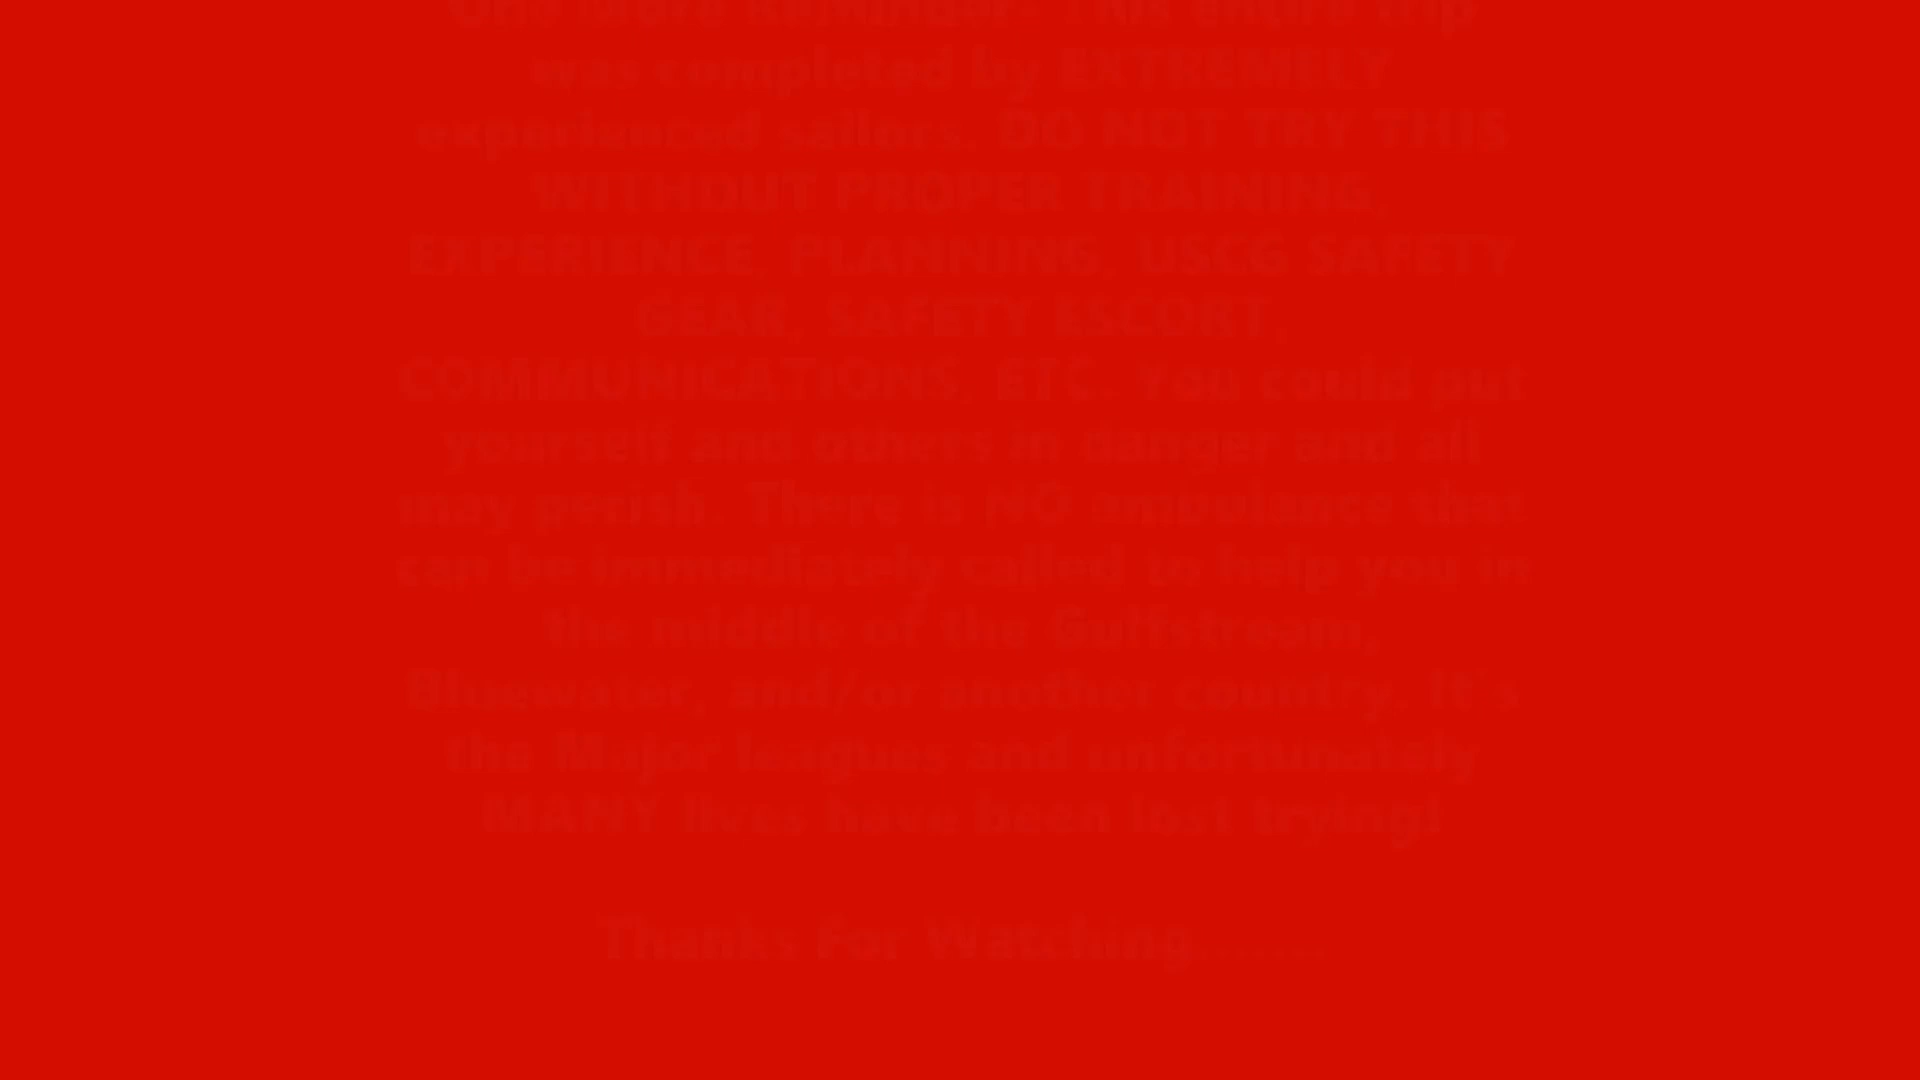 One more reminder: This entire trip
was completed by EXTREMELY
experienced sailors. DO NOT TRY THIS
WITHOUT PROPER TRAINING,
EXPERIENCE, PLANNING, USCG SAFETY
GEAR, SAFETY ESCORT,
COMMUNICATIONS, ETC. You could put
yourself and others in danger and all
may perish. There is NO ambulance that
can be immediately called to help you in
the middle of the Gulfstream,
Bluewater, and/or another country. It's
the Major leagues and unfortunately
MANY lives have been lost trying!
Thanks For Watching.......